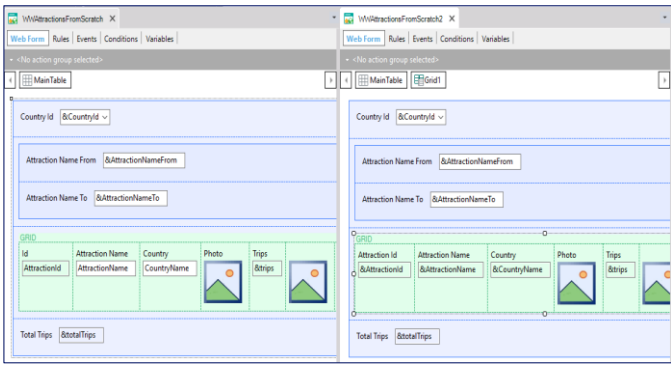 WWAttractionsFromScratch X
Web Form Rules Events Conditions Variables
<No action group selected>
MainTable
Country Id &CountryId
Attraction Name From &AttractionNameFrom
Attraction Name To &AttractionNameTo
GRID
Id Attraction Name Country Photo Trips
AttractionId AttractionName CountryName &trips
Total Trips &totalTrips
WWAttractionsFromScratch2 X
Web Form Rules Events Conditions Variables
<No action group selected>
MainTable Grid1
Country Id &CountryId
Attraction Name From &AttractionNameFrom
Attraction Name To &AttractionNameTo
GRID
Attraction Id Attraction Name Country Photo Trips
&AttractionId &AttractionName &CountryName &trips
Total Trips &totalTrips